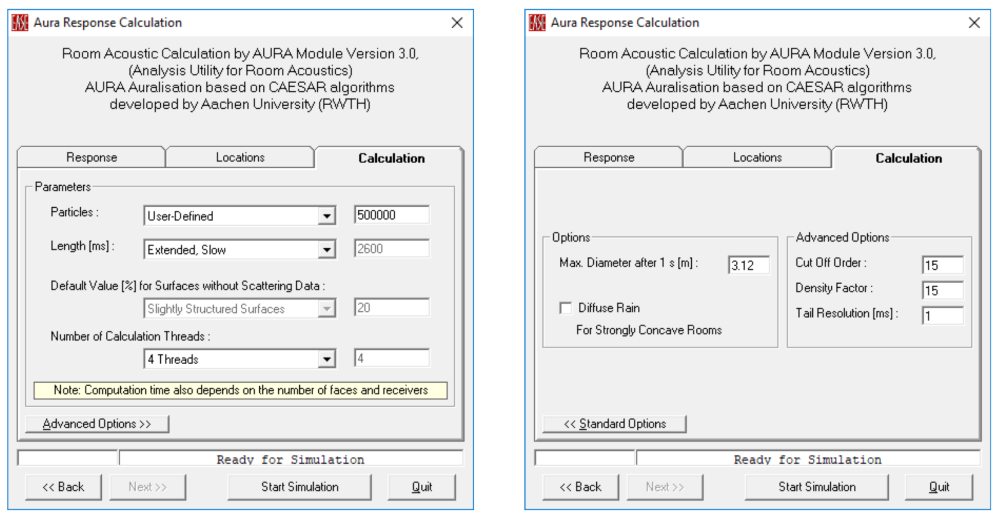 EASE Aura Response Calculation
Room Acoustic Calculation by AURA Module Version 3.0,
(Analysis Utility for Room Acoustics)
AURA Auralisation based on CAESAR algorithms
developed by Aachen University (RWTH)
Response Locations Calculation
Parameters
Particles : User-Defined 500000
Length [ms] : Extended, Slow 2600
Default Value [%] for Surfaces without Scattering Data :
Slightly Structured Surfaces 20
Number of Calculation Threads :
4 Threads 4
Note: Computation time also depends on the number of faces and receivers
Advanced Options >>
Ready for Simulation
<< Back Next >> Start Simulation Quit
EASE Aura Response Calculation
Room Acoustic Calculation by AURA Module Version 3.0,
(Analysis Utility for Room Acoustics)
AURA Auralisation based on CAESAR algorithms
developed by Aachen University (RWTH)
Response Locations Calculation
Options
Max. Diameter after 1 s [m] : 3.12
Diffuse Rain
For Strongly Concave Rooms
Advanced Options
Cut Off Order : 15
Density Factor : 15
Tail Resolution [ms] : 1
<< Standard Options
Ready for Simulation
<< Back Next >> Start Simulation Quit